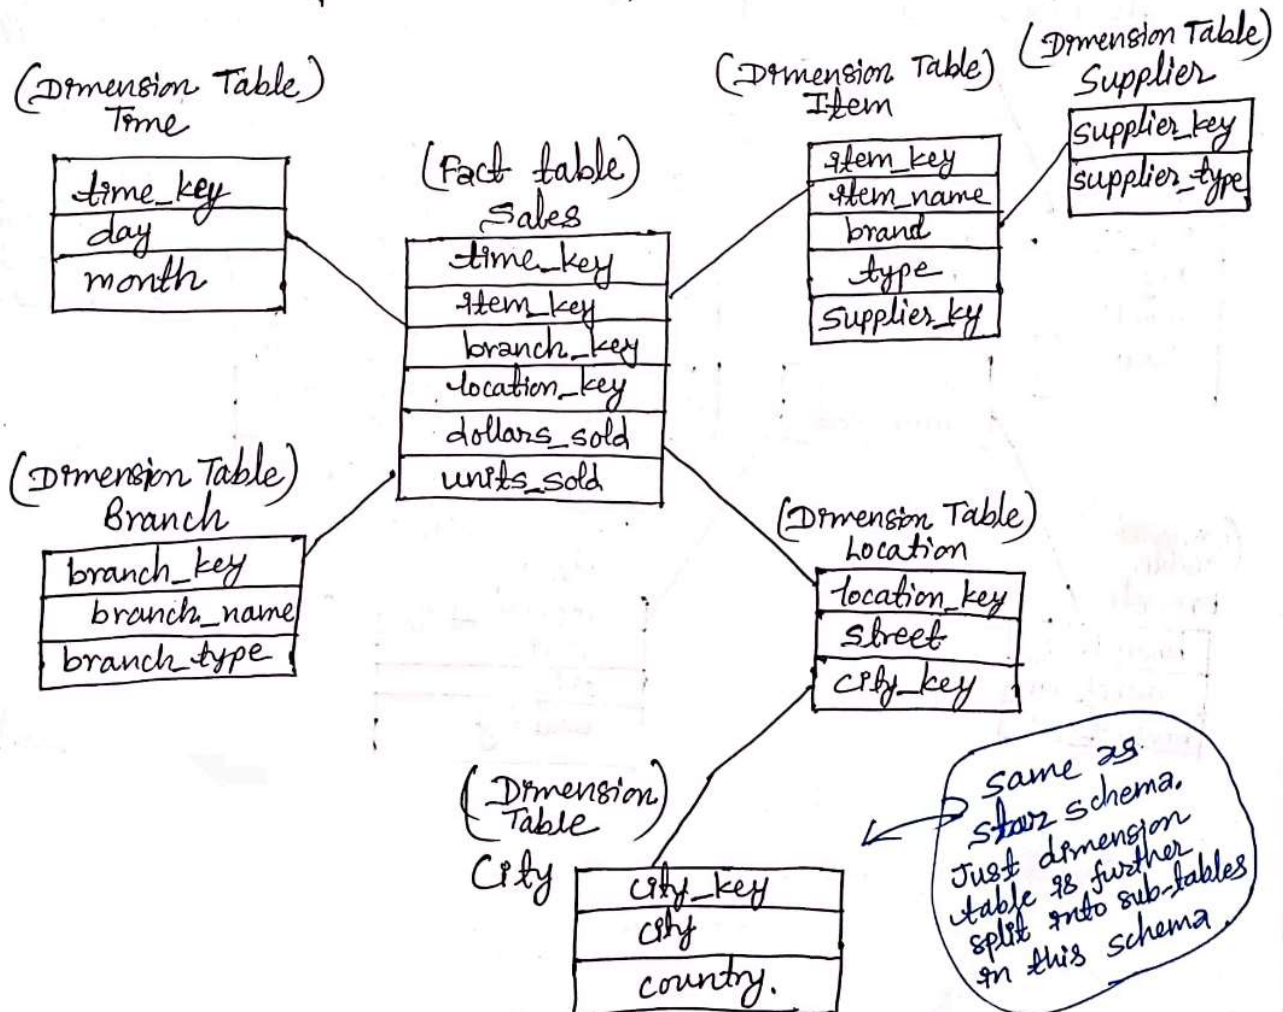 (Dimension Table)
Time
time_key
day
month
(Fact table)
Sales
time_key
item_key
branch_key
location_key
dollars_sold
units_sold
(Dimension Table)
Item
item_key
item_name
brand
type
Supplier_ky
(Dimension Table)
Supplier
supplier_key
supplier_type
(Dimension Table)
Branch
branch_key
branch_name
branch_type
(Dimension Table)
Location
location_key
street
city_key
(Dimension
Table)
City
city_key
city
country.
Same as
star schema.
Just dimension
table is further
split into sub-tables
in this schema